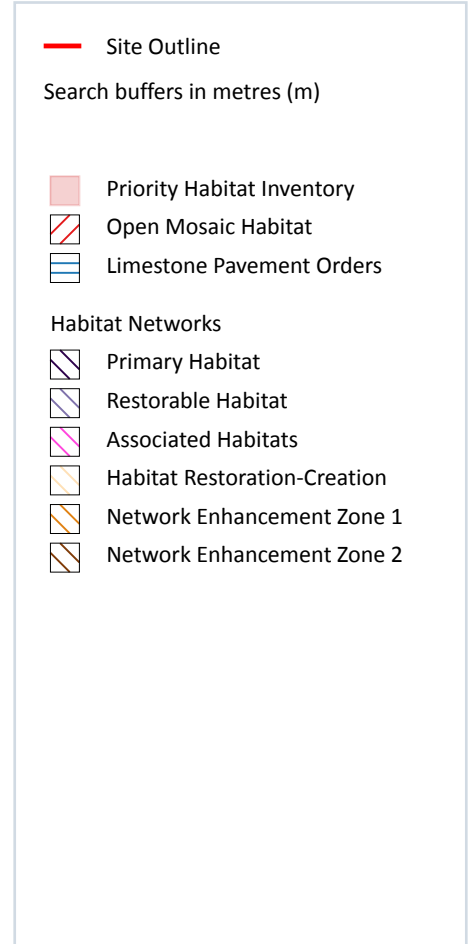 Site Outline
Search buffers in metres (m)
Priority Habitat Inventory
Open Mosaic Habitat
Limestone Pavement Orders
Habitat Networks
Primary Habitat
Restorable Habitat
Associated Habitats
Habitat Restoration-Creation
Network Enhancement Zone 1
Network Enhancement Zone 2